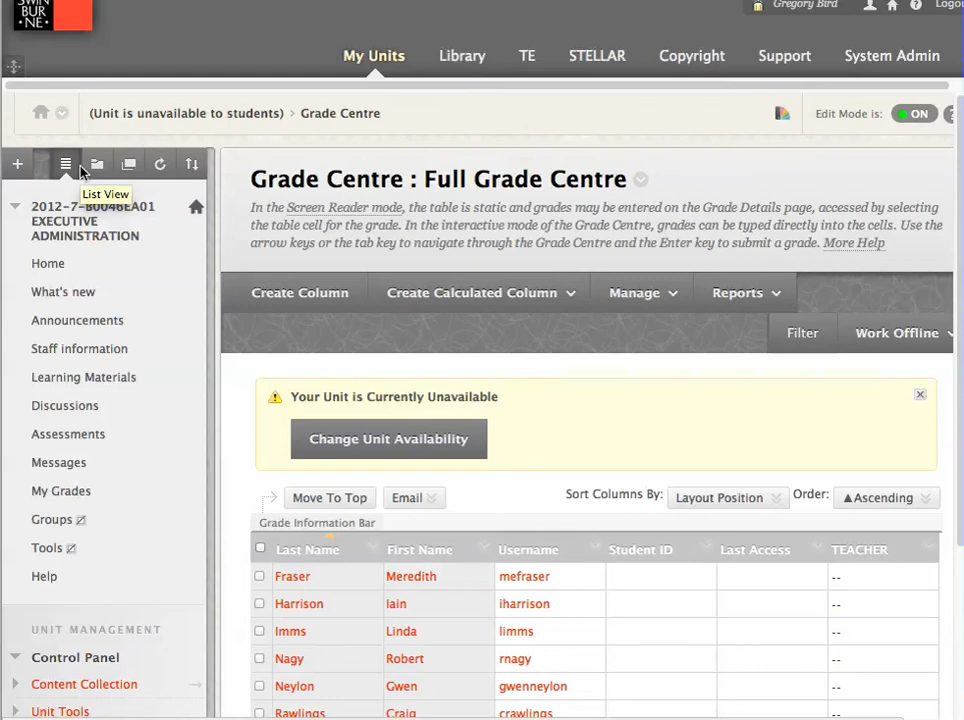 SWIN
BUR
NE
Gregory Bird
Logo
My Units
Library
TE
STELLAR
Copyright
Support
System Admin
(Unit is unavailable to students) > Grade Centre
Edit Mode is:
ON
?
List View
2012-7-B0046EA01
EXECUTIVE
ADMINISTRATION
Home
What's new
Announcements
Staff information
Learning Materials
Discussions
Assessments
Messages
My Grades
Groups
Tools
Help
UNIT MANAGEMENT
Control Panel
Content Collection
Unit Tools
Grade Centre : Full Grade Centre
In the Screen Reader mode, the table is static and grades may be entered on the Grade Details page, accessed by selecting
the table cell for the grade. In the interactive mode of the Grade Centre, grades can be typed directly into the cells. Use the
arrow keys or the tab key to navigate through the Grade Centre and the Enter key to submit a grade. More Help
Create Column
Create Calculated Column
Manage
Reports
Filter
Work Offline
Your Unit is Currently Unavailable
Change Unit Availability
Move To Top
Email
Sort Columns By:
Layout Position
Order:
▲Ascending
Grade Information Bar
Last Name First Name Username Student ID Last Access TEACHER
Fraser Meredith mefraser --
Harrison Iain iharrison --
Imms Linda limms --
Nagy Robert rnagy --
Neylon Gwen gwenneylon --
Rawlings Craig crawlings --